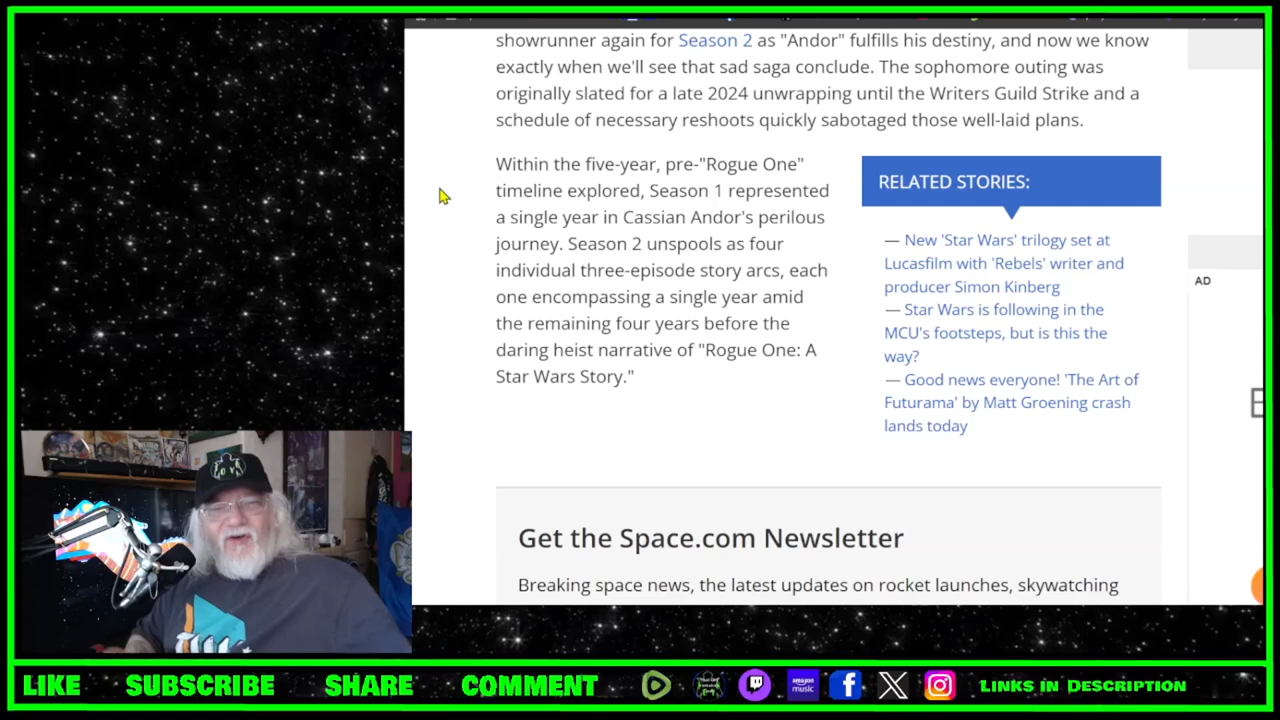 showrunner again for Season 2 as "Andor" fulfills his destiny, and now we know
exactly when we'll see that sad saga conclude. The sophomore outing was
originally slated for a late 2024 unwrapping until the Writers Guild Strike and a
schedule of necessary reshoots quickly sabotaged those well-laid plans.
Within the five-year, pre-"Rogue One"
timeline explored, Season 1 represented
a single year in Cassian Andor's perilous
journey. Season 2 unspools as four
individual three-episode story arcs, each
one encompassing a single year amid
the remaining four years before the
daring heist narrative of "Rogue One: A
Star Wars Story."
RELATED STORIES:
— New 'Star Wars' trilogy set at
Lucasfilm with 'Rebels' writer and
producer Simon Kinberg
— Star Wars is following in the
MCU's footsteps, but is this the
way?
— Good news everyone! 'The Art of
Futurama' by Matt Groening crash
lands today
AD
Get the Space.com Newsletter
Breaking space news, the latest updates on rocket launches, skywatching
LIKE SUBSCRIBE SHARE COMMENT amazon music LINKS IN DESCRIPTION